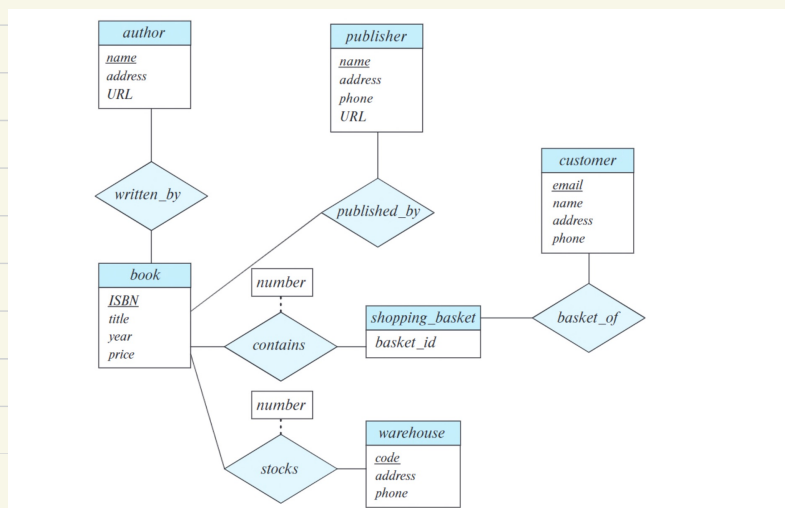 author
name
address
URL
publisher
name
address
phone
URL
customer
email
name
address
phone
written_by
published_by
book
ISBN
title
year
price
number
contains
shopping_basket
basket_id
basket_of
number
stocks
warehouse
code
address
phone